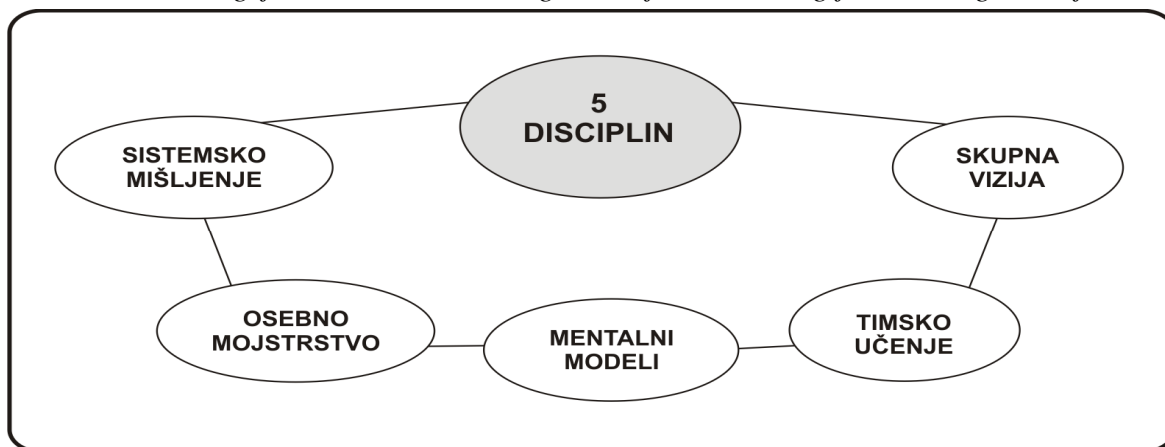 5
DISCIPLIN
SISTEMSKO
MIŠLJENJE
SKUPNA
VIZIJA
OSEBNO
MOJSTRSTVO
MENTALNI
MODELI
TIMSKO
UČENJE